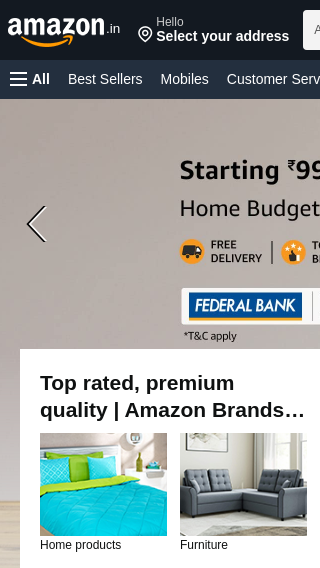 amazon.in
Hello
Select your address
All
Best Sellers
Mobiles
Customer Serv
Starting ₹99
Home Budget
FREE
DELIVERY
FEDERAL BANK
*T&C apply
Top rated, premium
quality | Amazon Brands…
Home products
Furniture